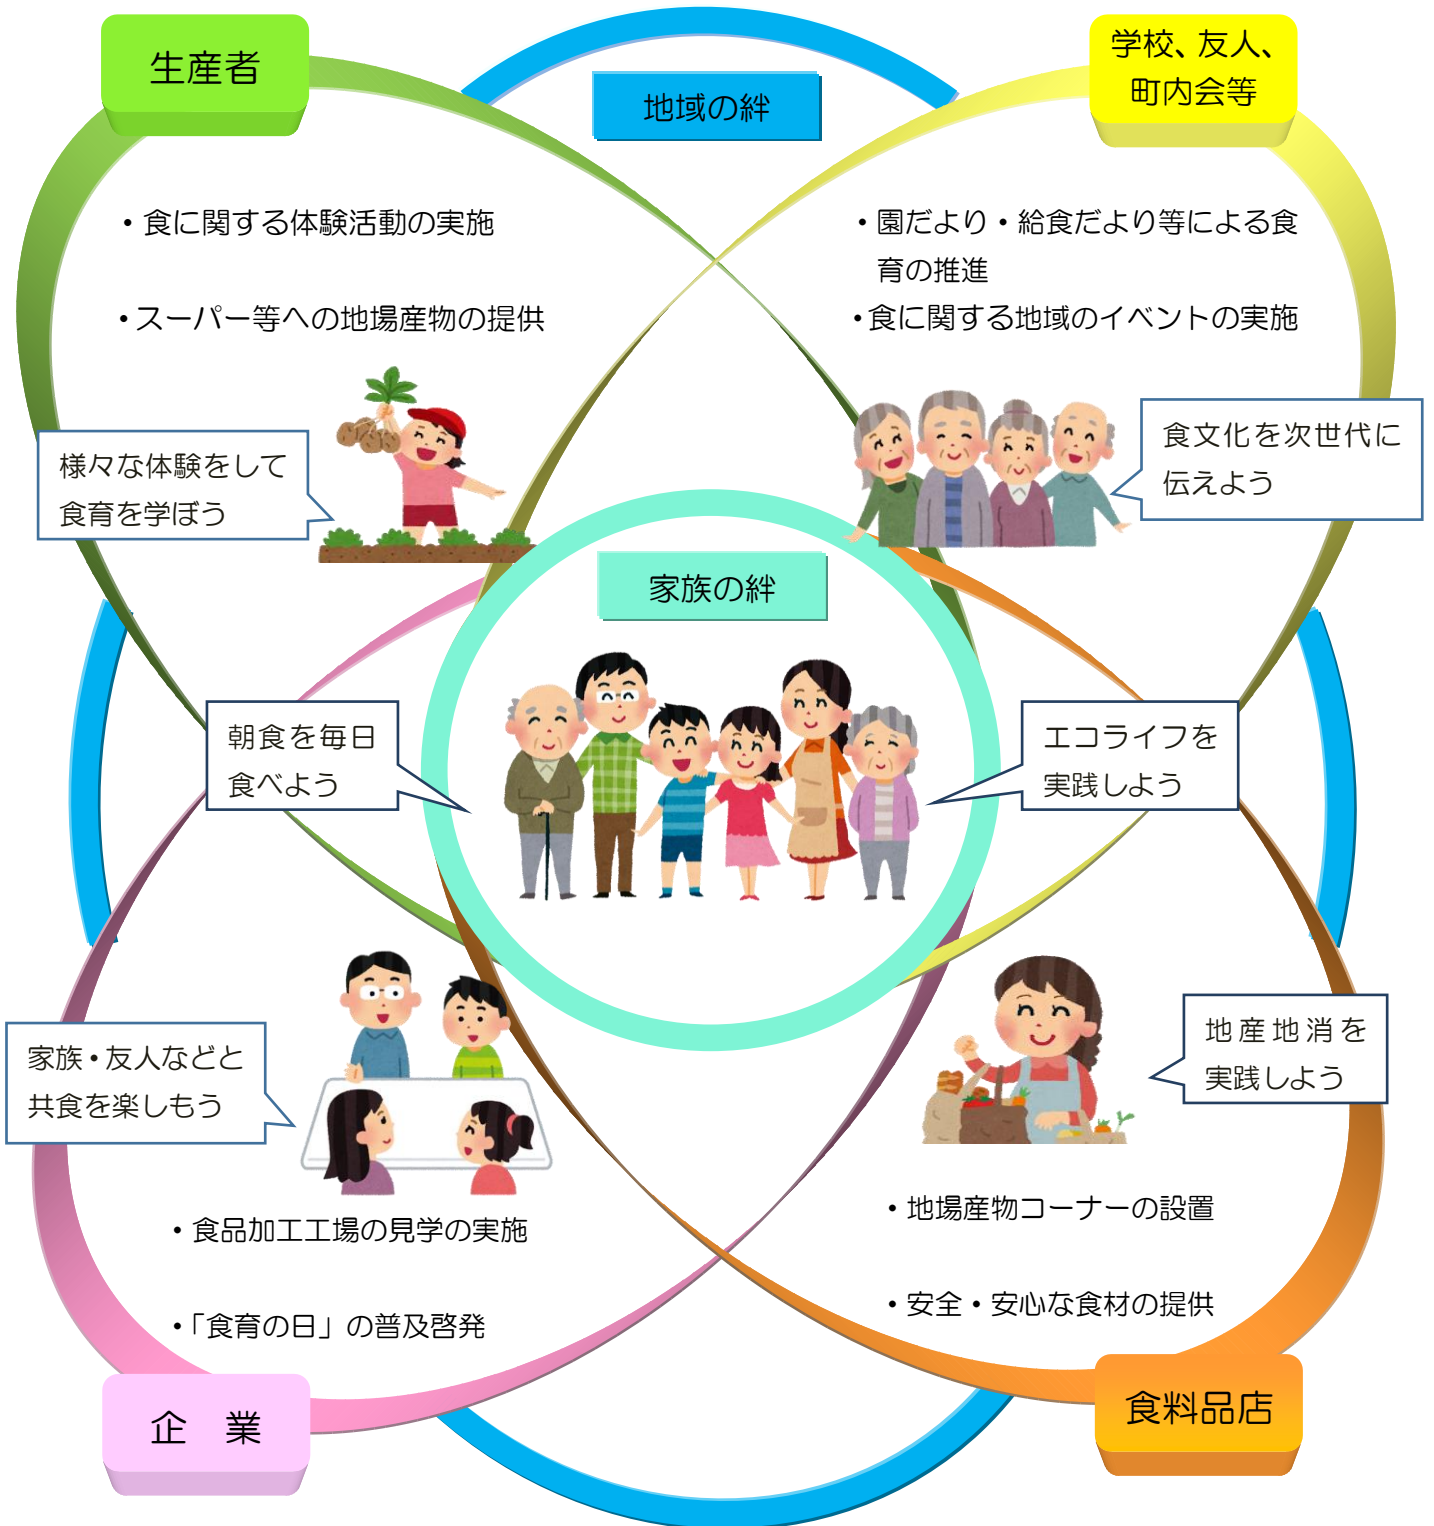 生産者
学校、友人、
町内会等
地域の絆
・食に関する体験活動の実施
・スーパー等への地場産物の提供
・園だより・給食だより等による食
育の推進
・食に関する地域のイベントの実施
様々な体験をして
食育を学ぼう
食文化を次世代に
伝えよう
家族の絆
朝食を毎日
食べよう
エコライフを
実践しよう
家族・友人などと
共食を楽しもう
地産地消を
実践しよう
・食品加工工場の見学の実施
・「食育の日」の普及啓発
・地場産物コーナーの設置
・安全・安心な食材の提供
企　業
食料品店